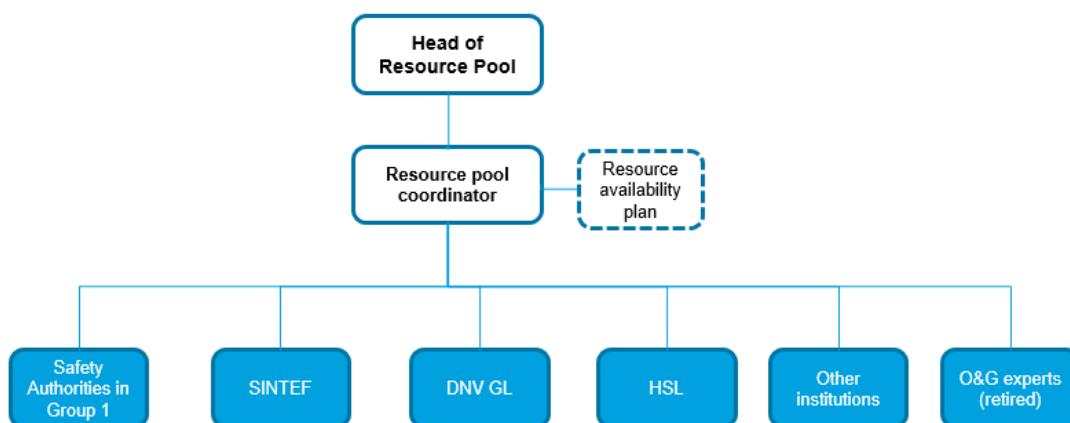 Head of
Resource Pool
Resource pool
coordinator
Resource
availability
plan
Safety
Authorities in
Group 1
SINTEF
DNV GL
HSL
Other
institutions
O&G experts
(retired)